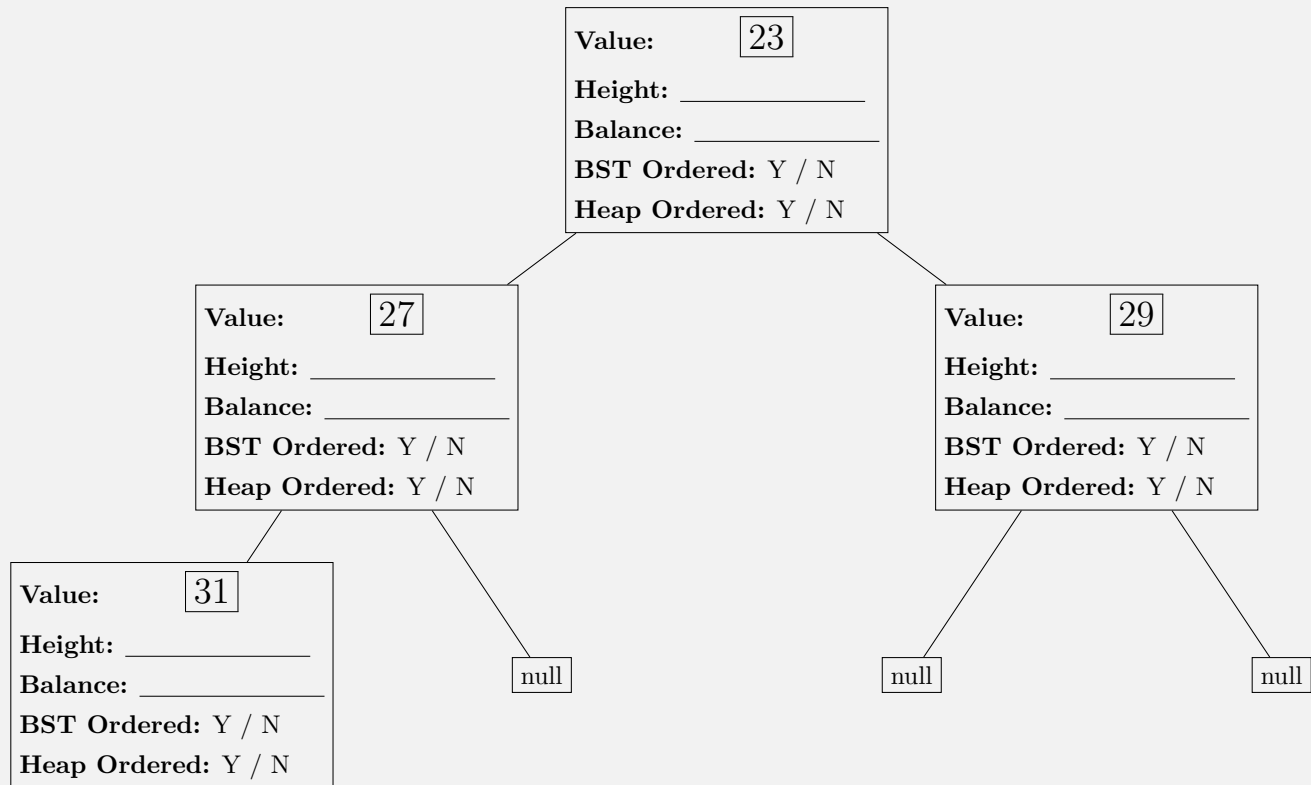 Value: 23
Height:
Balance:
BST Ordered: Y / N
Heap Ordered: Y / N
Value: 27
Height:
Balance:
BST Ordered: Y / N
Heap Ordered: Y / N
Value: 29
Height:
Balance:
BST Ordered: Y / N
Heap Ordered: Y / N
Value: 31
Height:
Balance:
BST Ordered: Y / N
Heap Ordered: Y / N
null
null
null